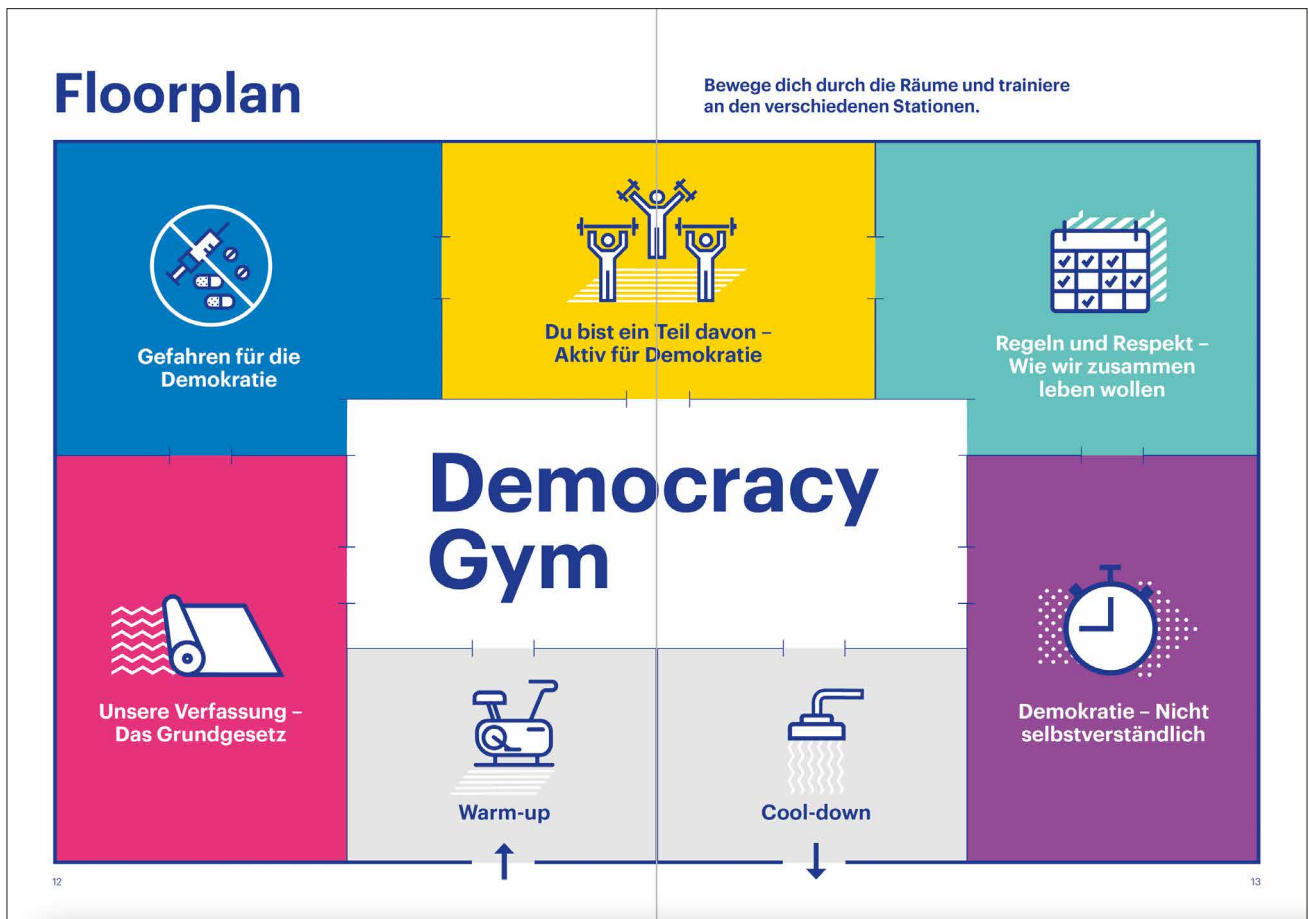 Floorplan
Bewege dich durch die Räume und trainiere
an den verschiedenen Stationen.
Gefahren für die
Demokratie
Du bist ein Teil davon –
Aktiv für Demokratie
Regeln und Respekt –
Wie wir zusammen
leben wollen
Democracy
Gym
Unsere Verfassung –
Das Grundgesetz
Warm-up
Cool-down
Demokratie – Nicht
selbstverständlich
12
13